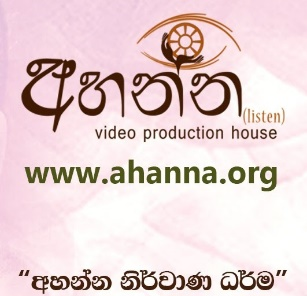 අහන්න
(listen)
video production house
www.ahanna.org
“අහන්න නිර්වාණ ධර්ම”